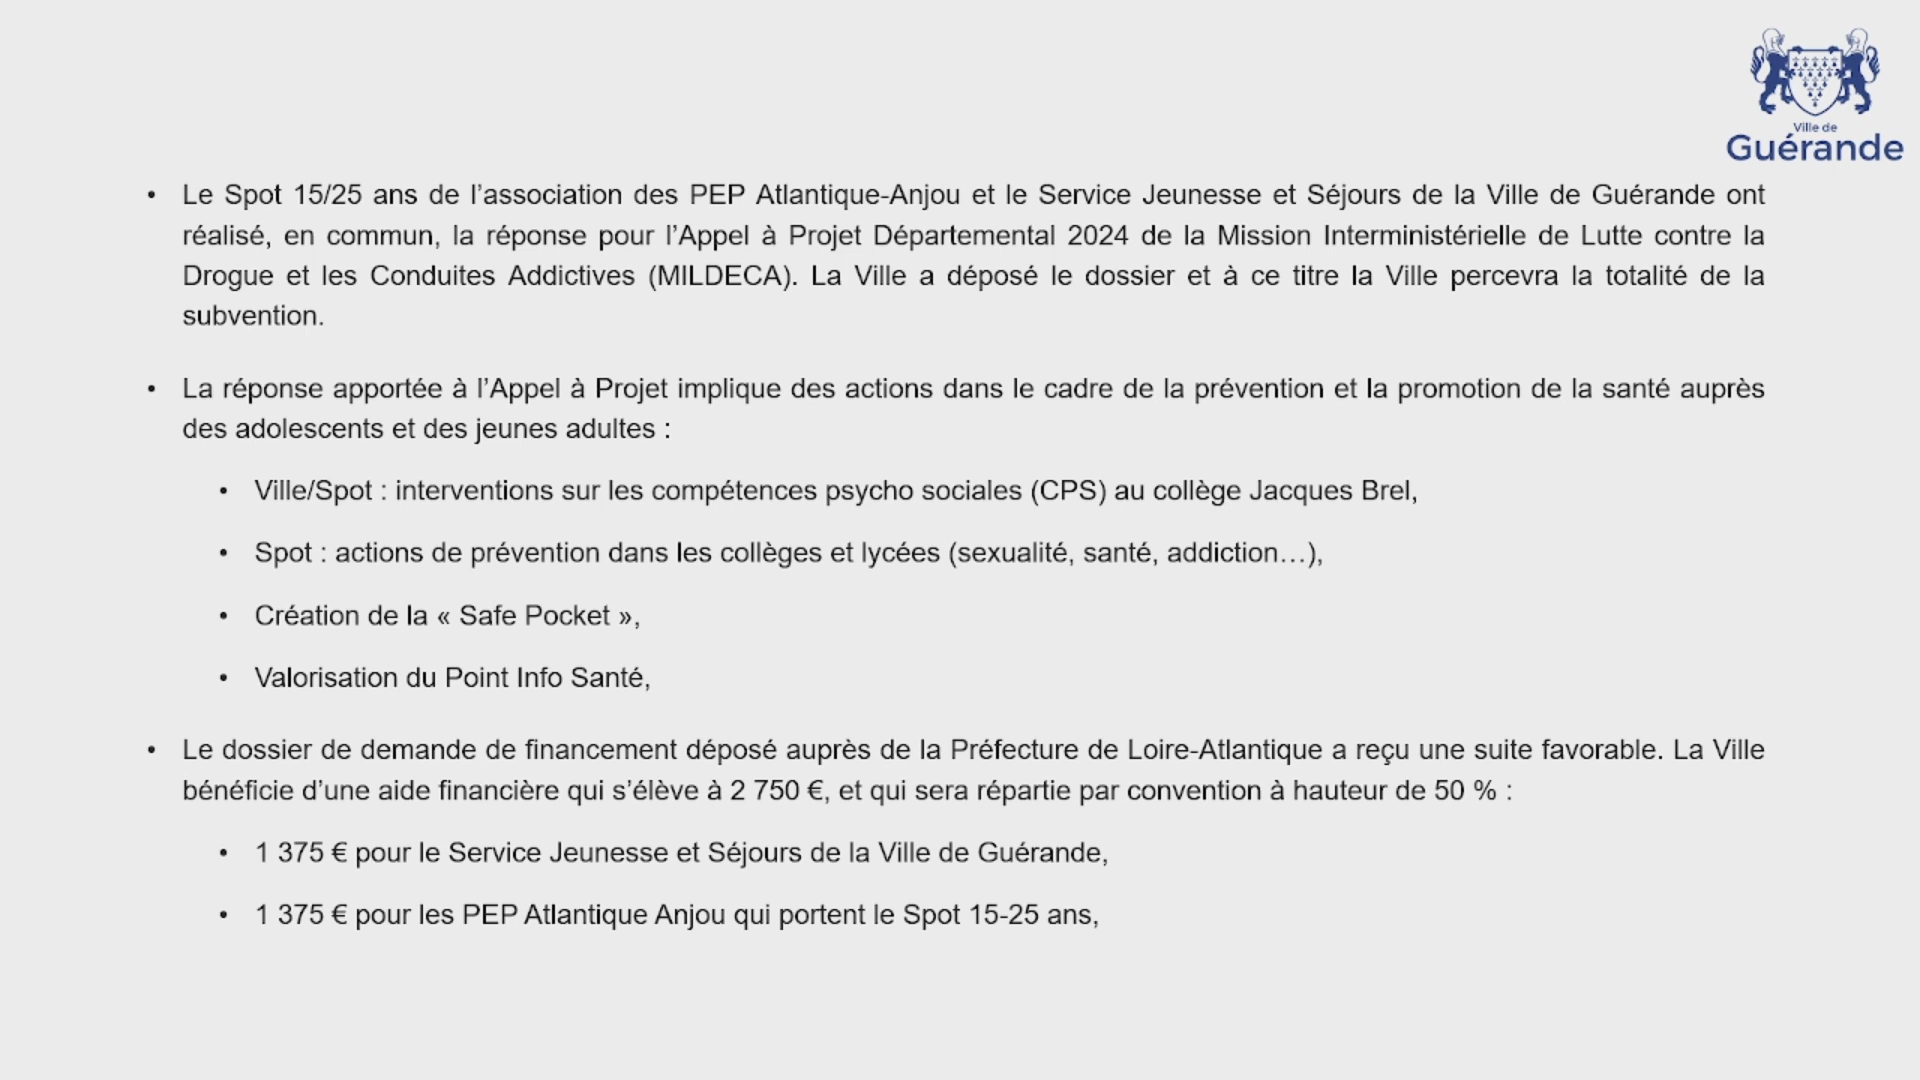 Ville de
Guérande
• Le Spot 15/25 ans de l’association des PEP Atlantique-Anjou et le Service Jeunesse et Séjours de la Ville de Guérande ont
réalisé, en commun, la réponse pour l’Appel à Projet Départemental 2024 de la Mission Interministérielle de Lutte contre la
Drogue et les Conduites Addictives (MILDECA). La Ville a déposé le dossier et à ce titre la Ville percevra la totalité de la
subvention.
• La réponse apportée à l’Appel à Projet implique des actions dans le cadre de la prévention et la promotion de la santé auprès
des adolescents et des jeunes adultes :
• Ville/Spot : interventions sur les compétences psycho sociales (CPS) au collège Jacques Brel,
• Spot : actions de prévention dans les collèges et lycées (sexualité, santé, addiction…),
• Création de la « Safe Pocket »,
• Valorisation du Point Info Santé,
• Le dossier de demande de financement déposé auprès de la Préfecture de Loire-Atlantique a reçu une suite favorable. La Ville
bénéficie d’une aide financière qui s’élève à 2 750 €, et qui sera répartie par convention à hauteur de 50 % :
• 1 375 € pour le Service Jeunesse et Séjours de la Ville de Guérande,
• 1 375 € pour les PEP Atlantique Anjou qui portent le Spot 15-25 ans,